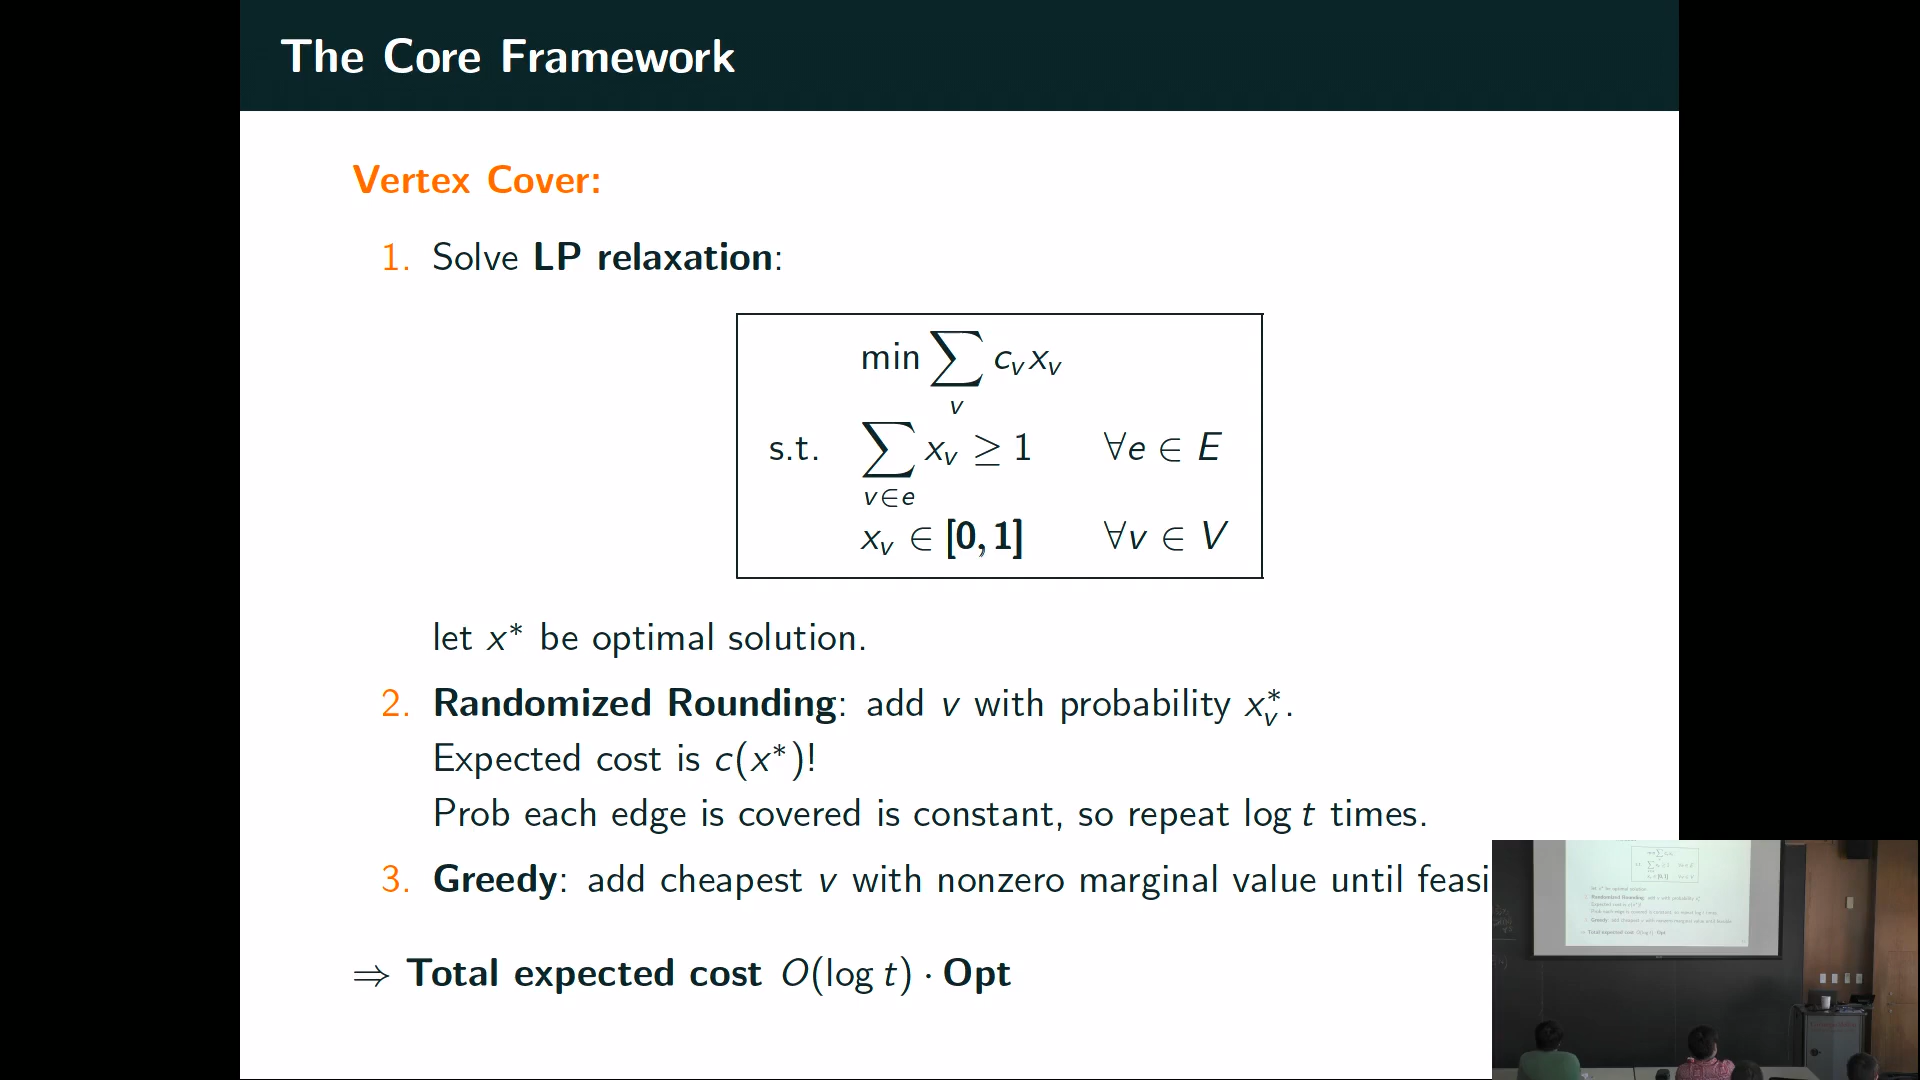 The Core Framework
Vertex Cover:
1. Solve LP relaxation:
min ∑_v c_v x_v
s.t. ∑_{v∈e} x_v ≥ 1 ∀e ∈ E
x_v ∈ [0, 1] ∀v ∈ V
let x* be optimal solution.
2. Randomized Rounding: add v with probability x*_v.
Expected cost is c(x*)!
Prob each edge is covered is constant, so repeat log t times.
3. Greedy: add cheapest v with nonzero marginal value until feasi
⇒ Total expected cost O(log t) · Opt